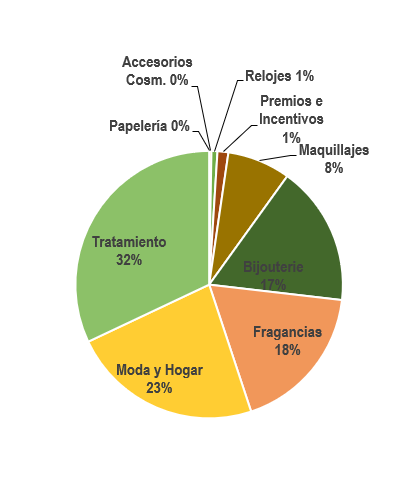 Accesorios
Cosm. 0%
Relojes 1%
Papelería 0%
Premios e
Incentivos
1%
Maquillajes
8%
Bijouterie
17%
Fragancias
18%
Moda y Hogar
23%
Tratamiento
32%